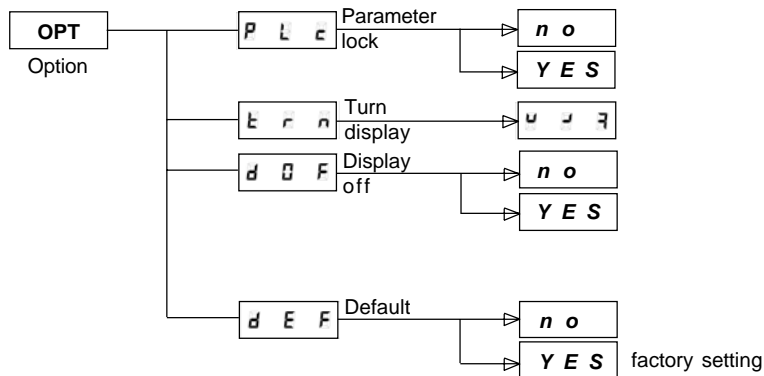 OPT
Option
P L c
Parameter
lock
n o
Y E S
t r n
Turn
display
d O F
Display
off
n o
Y E S
d E F
Default
n o
Y E S
factory setting